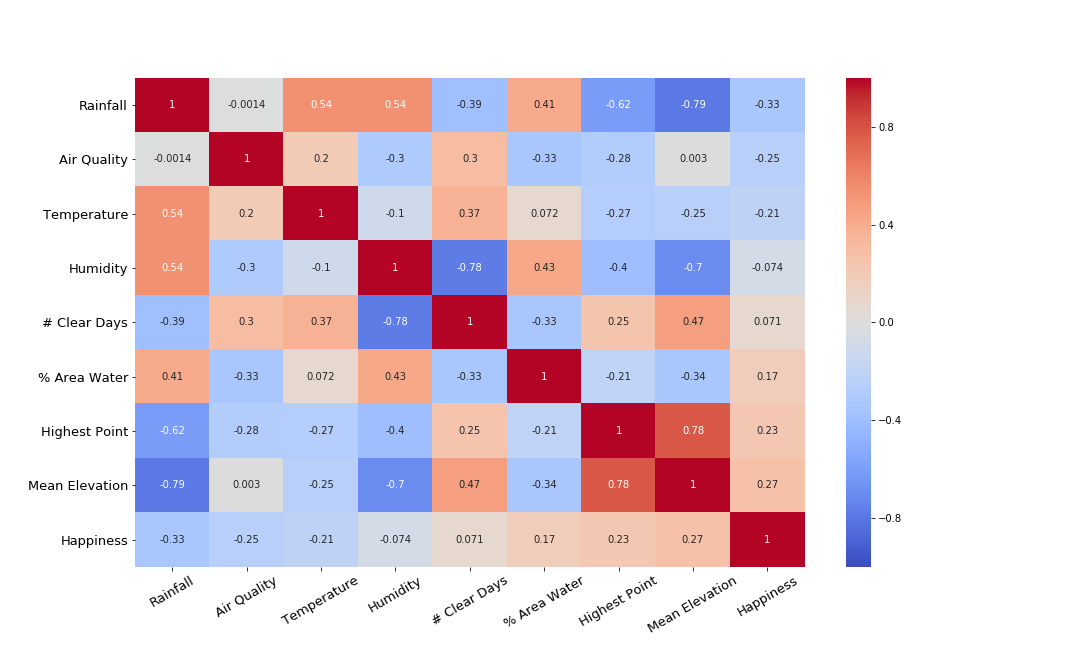 Rainfall 1 -0.0014 0.54 0.54 -0.39 0.41 -0.62 -0.79 -0.33
Air Quality -0.0014 1 0.2 -0.3 0.3 -0.33 -0.28 0.003 -0.25
Temperature 0.54 0.2 1 -0.1 0.37 0.072 -0.27 -0.25 -0.21
Humidity 0.54 -0.3 -0.1 1 -0.78 0.43 -0.4 -0.7 -0.074
# Clear Days -0.39 0.3 0.37 -0.78 1 -0.33 0.25 0.47 0.071
% Area Water 0.41 -0.33 0.072 0.43 -0.33 1 -0.21 -0.34 0.17
Highest Point -0.62 -0.28 -0.27 -0.4 0.25 -0.21 1 0.78 0.23
Mean Elevation -0.79 0.003 -0.25 -0.7 0.47 -0.34 0.78 1 0.27
Happiness -0.33 -0.25 -0.21 -0.074 0.071 0.17 0.23 0.27 1
Rainfall Air Quality Temperature Humidity # Clear Days % Area Water Highest Point Mean Elevation Happiness
0.8
0.4
0.0
−0.4
−0.8